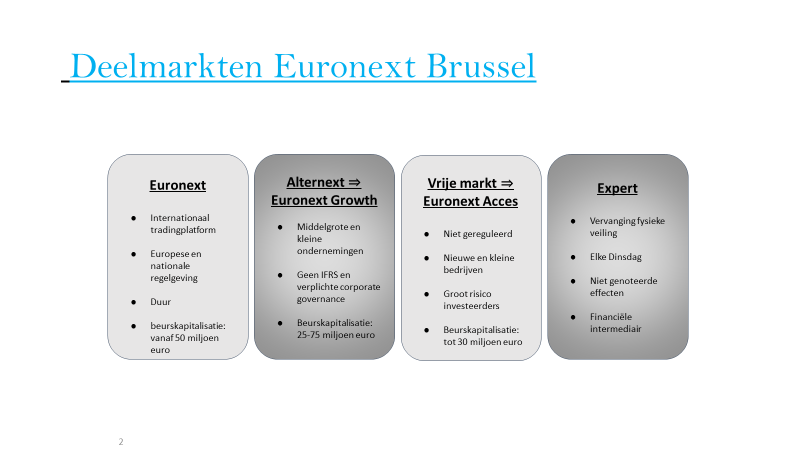 Deelmarkten Euronext Brussel
Euronext
● Internationaal
tradingplatform
● Europese en
nationale
regelgeving
● Duur
● beurskapitalisatie:
vanaf 50 miljoen
euro
Alternext ⇒
Euronext Growth
● Middelgrote en
kleine
ondernemingen
● Geen IFRS en
verplichte corporate
governance
● Beurskapitalisatie:
25-75 miljoen euro
Vrije markt ⇒
Euronext Acces
● Niet gereguleerd
● Nieuwe en kleine
bedrijven
● Groot risico
investeerders
● Beurskapitalisatie:
tot 30 miljoen euro
Expert
● Vervanging fysieke
veiling
● Elke Dinsdag
● Niet genoteerde
effecten
● Financiële
intermediair
2